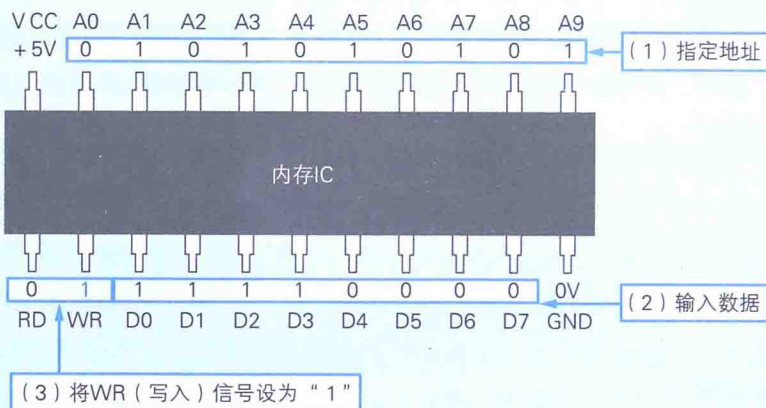 VCC A0 A1 A2 A3 A4 A5 A6 A7 A8 A9
+5V 0 1 0 1 0 1 0 1 0 1
(1)指定地址
内存IC
0 1 1 1 1 1 0 0 0 0 0V
RD WR D0 D1 D2 D3 D4 D5 D6 D7 GND
(2)输入数据
(3)将WR(写入)信号设为“1”